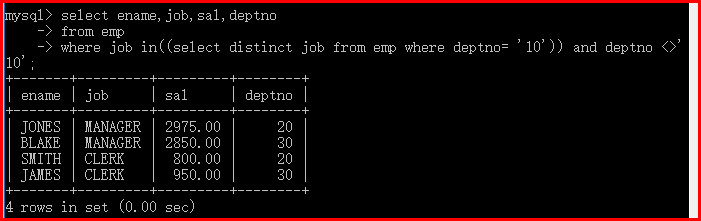 mysql> select ename,job,sal,deptno
    -> from emp
    -> where job in((select distinct job from emp where deptno= '10')) and deptno <>'
10';
+-------+---------+---------+--------+
| ename | job     | sal     | deptno |
+-------+---------+---------+--------+
| JONES | MANAGER | 2975.00 |     20 |
| BLAKE | MANAGER | 2850.00 |     30 |
| SMITH | CLERK   |  800.00 |     20 |
| JAMES | CLERK   |  950.00 |     30 |
+-------+---------+---------+--------+
4 rows in set (0.00 sec)